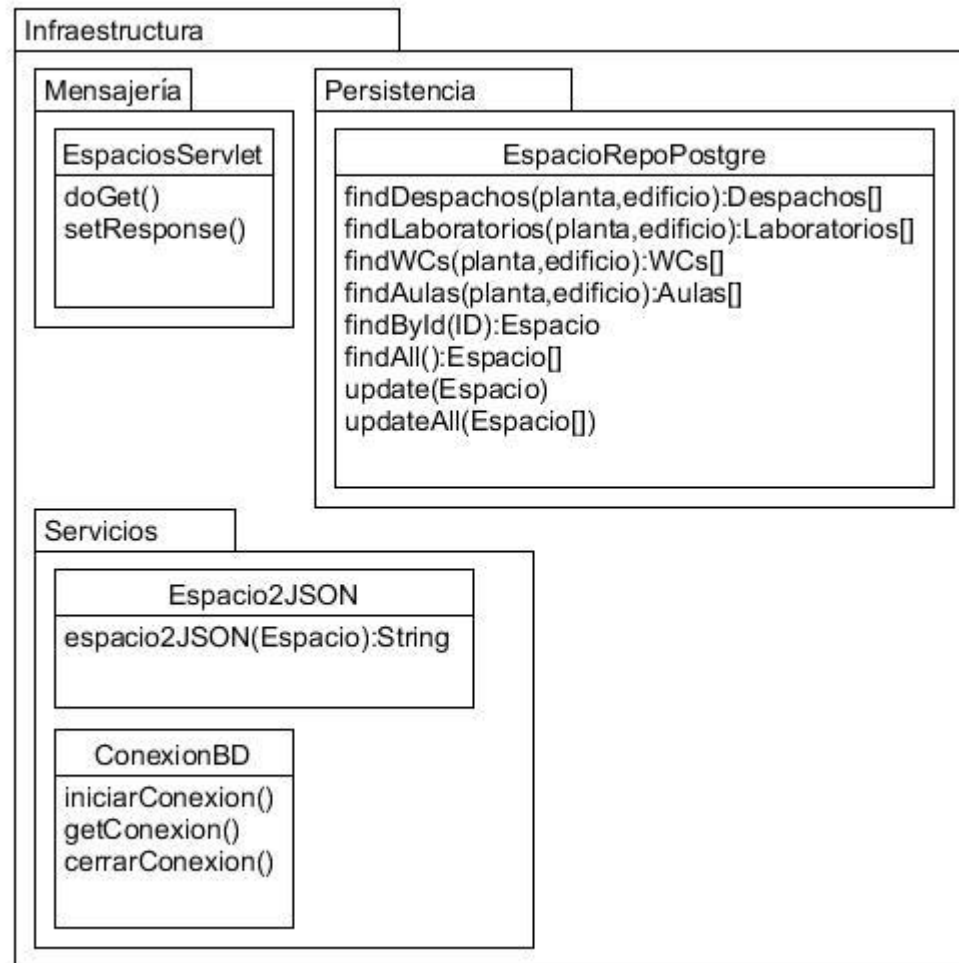 Infraestructura
Mensajería
EspaciosServlet
doGet()
setResponse()
Persistencia
EspacioRepoPostgre
findDespachos(planta,edificio):Despachos[]
findLaboratorios(planta,edificio):Laboratorios[]
findWCs(planta,edificio):WCs[]
findAulas(planta,edificio):Aulas[]
findById(ID):Espacio
findAll():Espacio[]
update(Espacio)
updateAll(Espacio[])
Servicios
Espacio2JSON
espacio2JSON(Espacio):String
ConexionBD
iniciarConexion()
getConexion()
cerrarConexion()